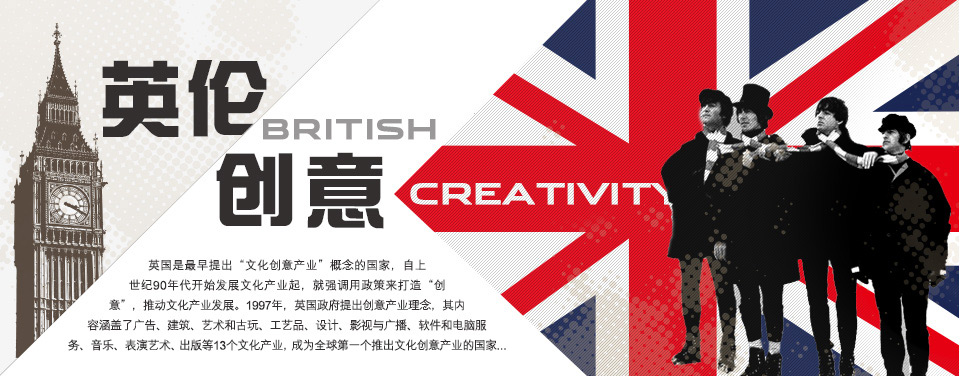 英伦
BRITISH
创意
CREATIVITY
英国是最早提出“文化创意产业”概念的国家，自上
世纪90年代开始发展文化产业起，就强调用政策来打造“创
意”，推动文化产业发展。1997年，英国政府提出创意产业理念，其内
容涵盖了广告、建筑、艺术和古玩、工艺品、设计、影视与广播、软件和电脑服
务、音乐、表演艺术、出版等13个文化产业，成为全球第一个推出文化创意产业的国家...